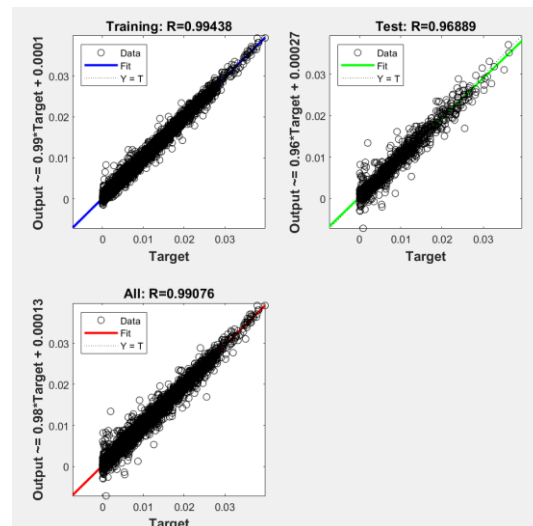 Training: R=0.99438
Output ~= 0.99*Target + 0.0001
0.03
0.02
0.01
0
Data
Fit
Y = T
0 0.01 0.02 0.03
Target
Test: R=0.96889
Output ~= 0.96*Target + 0.00027
0.03
0.02
0.01
0
Data
Fit
Y = T
0 0.01 0.02 0.03
Target
All: R=0.99076
Output ~= 0.98*Target + 0.00013
0.03
0.02
0.01
0
Data
Fit
Y = T
0 0.01 0.02 0.03
Target